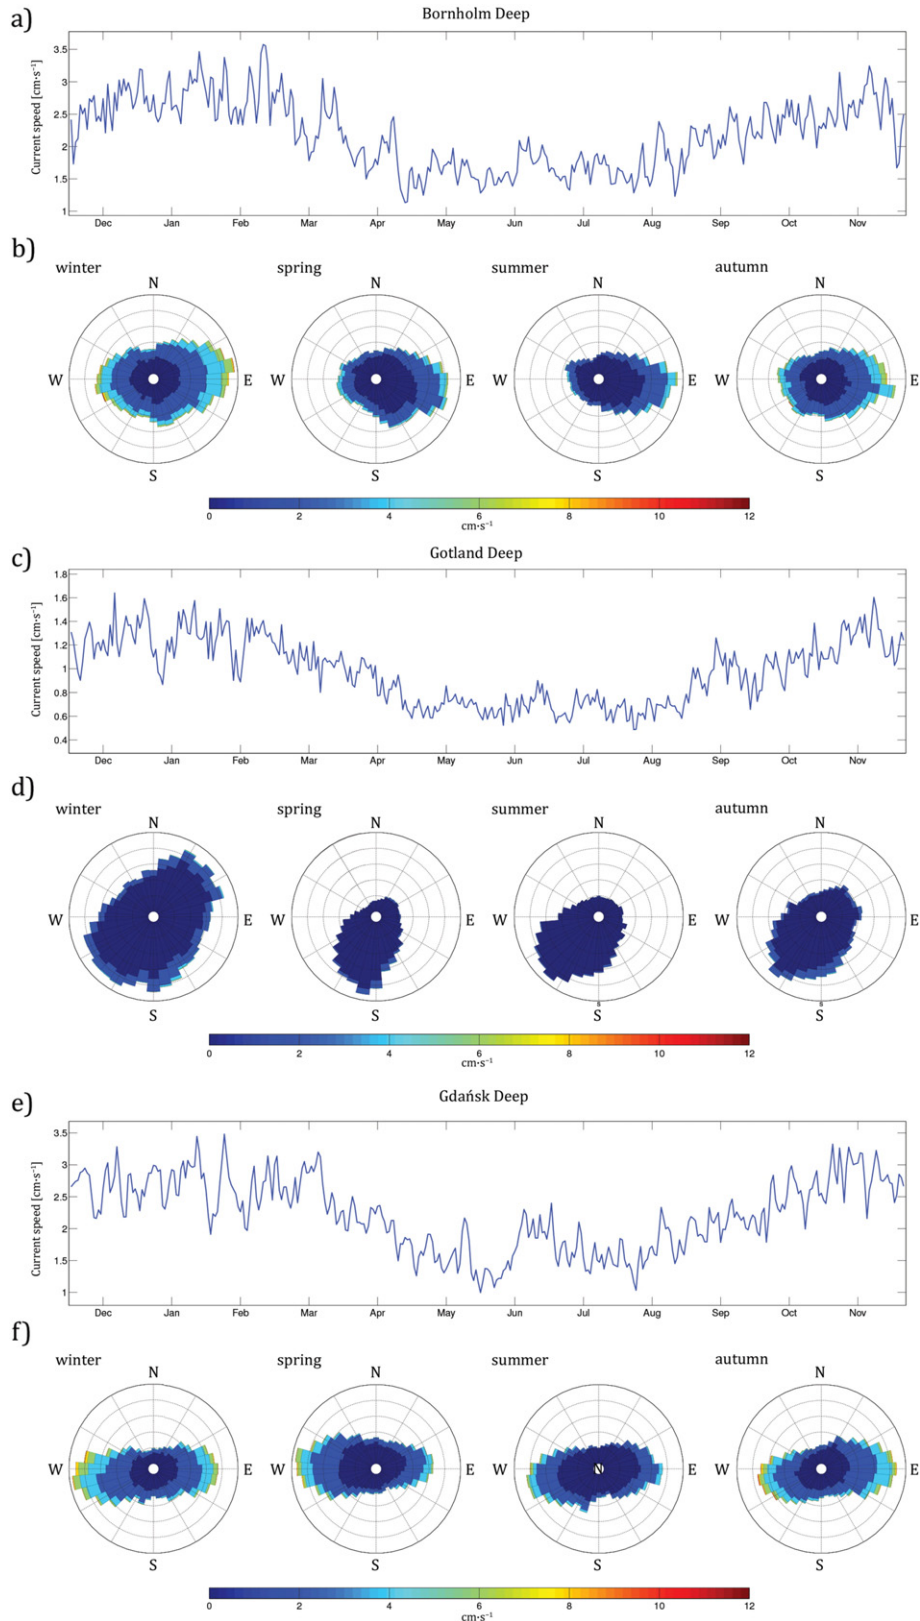 a)
Bornholm Deep
Current speed [cm·s⁻¹]
3.5
3
2.5
2
1.5
1
Dec Jan Feb Mar Apr May Jun Jul Aug Sep Oct Nov
b)
winter spring summer autumn
N N N N
W E W E W E W E
S S S S
0 2 4 6 8 10 12
cm·s⁻¹
c)
Gotland Deep
Current speed [cm·s⁻¹]
1.8
1.6
1.4
1.2
1
0.8
0.6
0.4
Dec Jan Feb Mar Apr May Jun Jul Aug Sep Oct Nov
d)
winter spring summer autumn
N N N N
W E W E W E W E
S S S S
0 2 4 6 8 10 12
cm·s⁻¹
e)
Gdańsk Deep
Current speed [cm·s⁻¹]
3.5
3
2.5
2
1.5
1
Dec Jan Feb Mar Apr May Jun Jul Aug Sep Oct Nov
f)
winter spring summer autumn
N N N N
W E W E W N E W E
S S S S
0 2 4 6 8 10 12
cm·s⁻¹